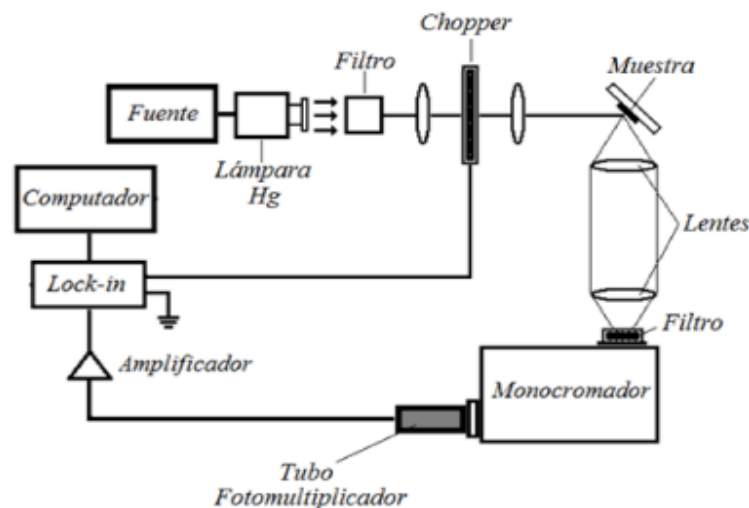 Chopper
Filtro
Muestra
Fuente
Lámpara
Hg
Computador
Lentes
Lock-in
Filtro
Amplificador
Monocromador
Tubo
Fotomultiplicador